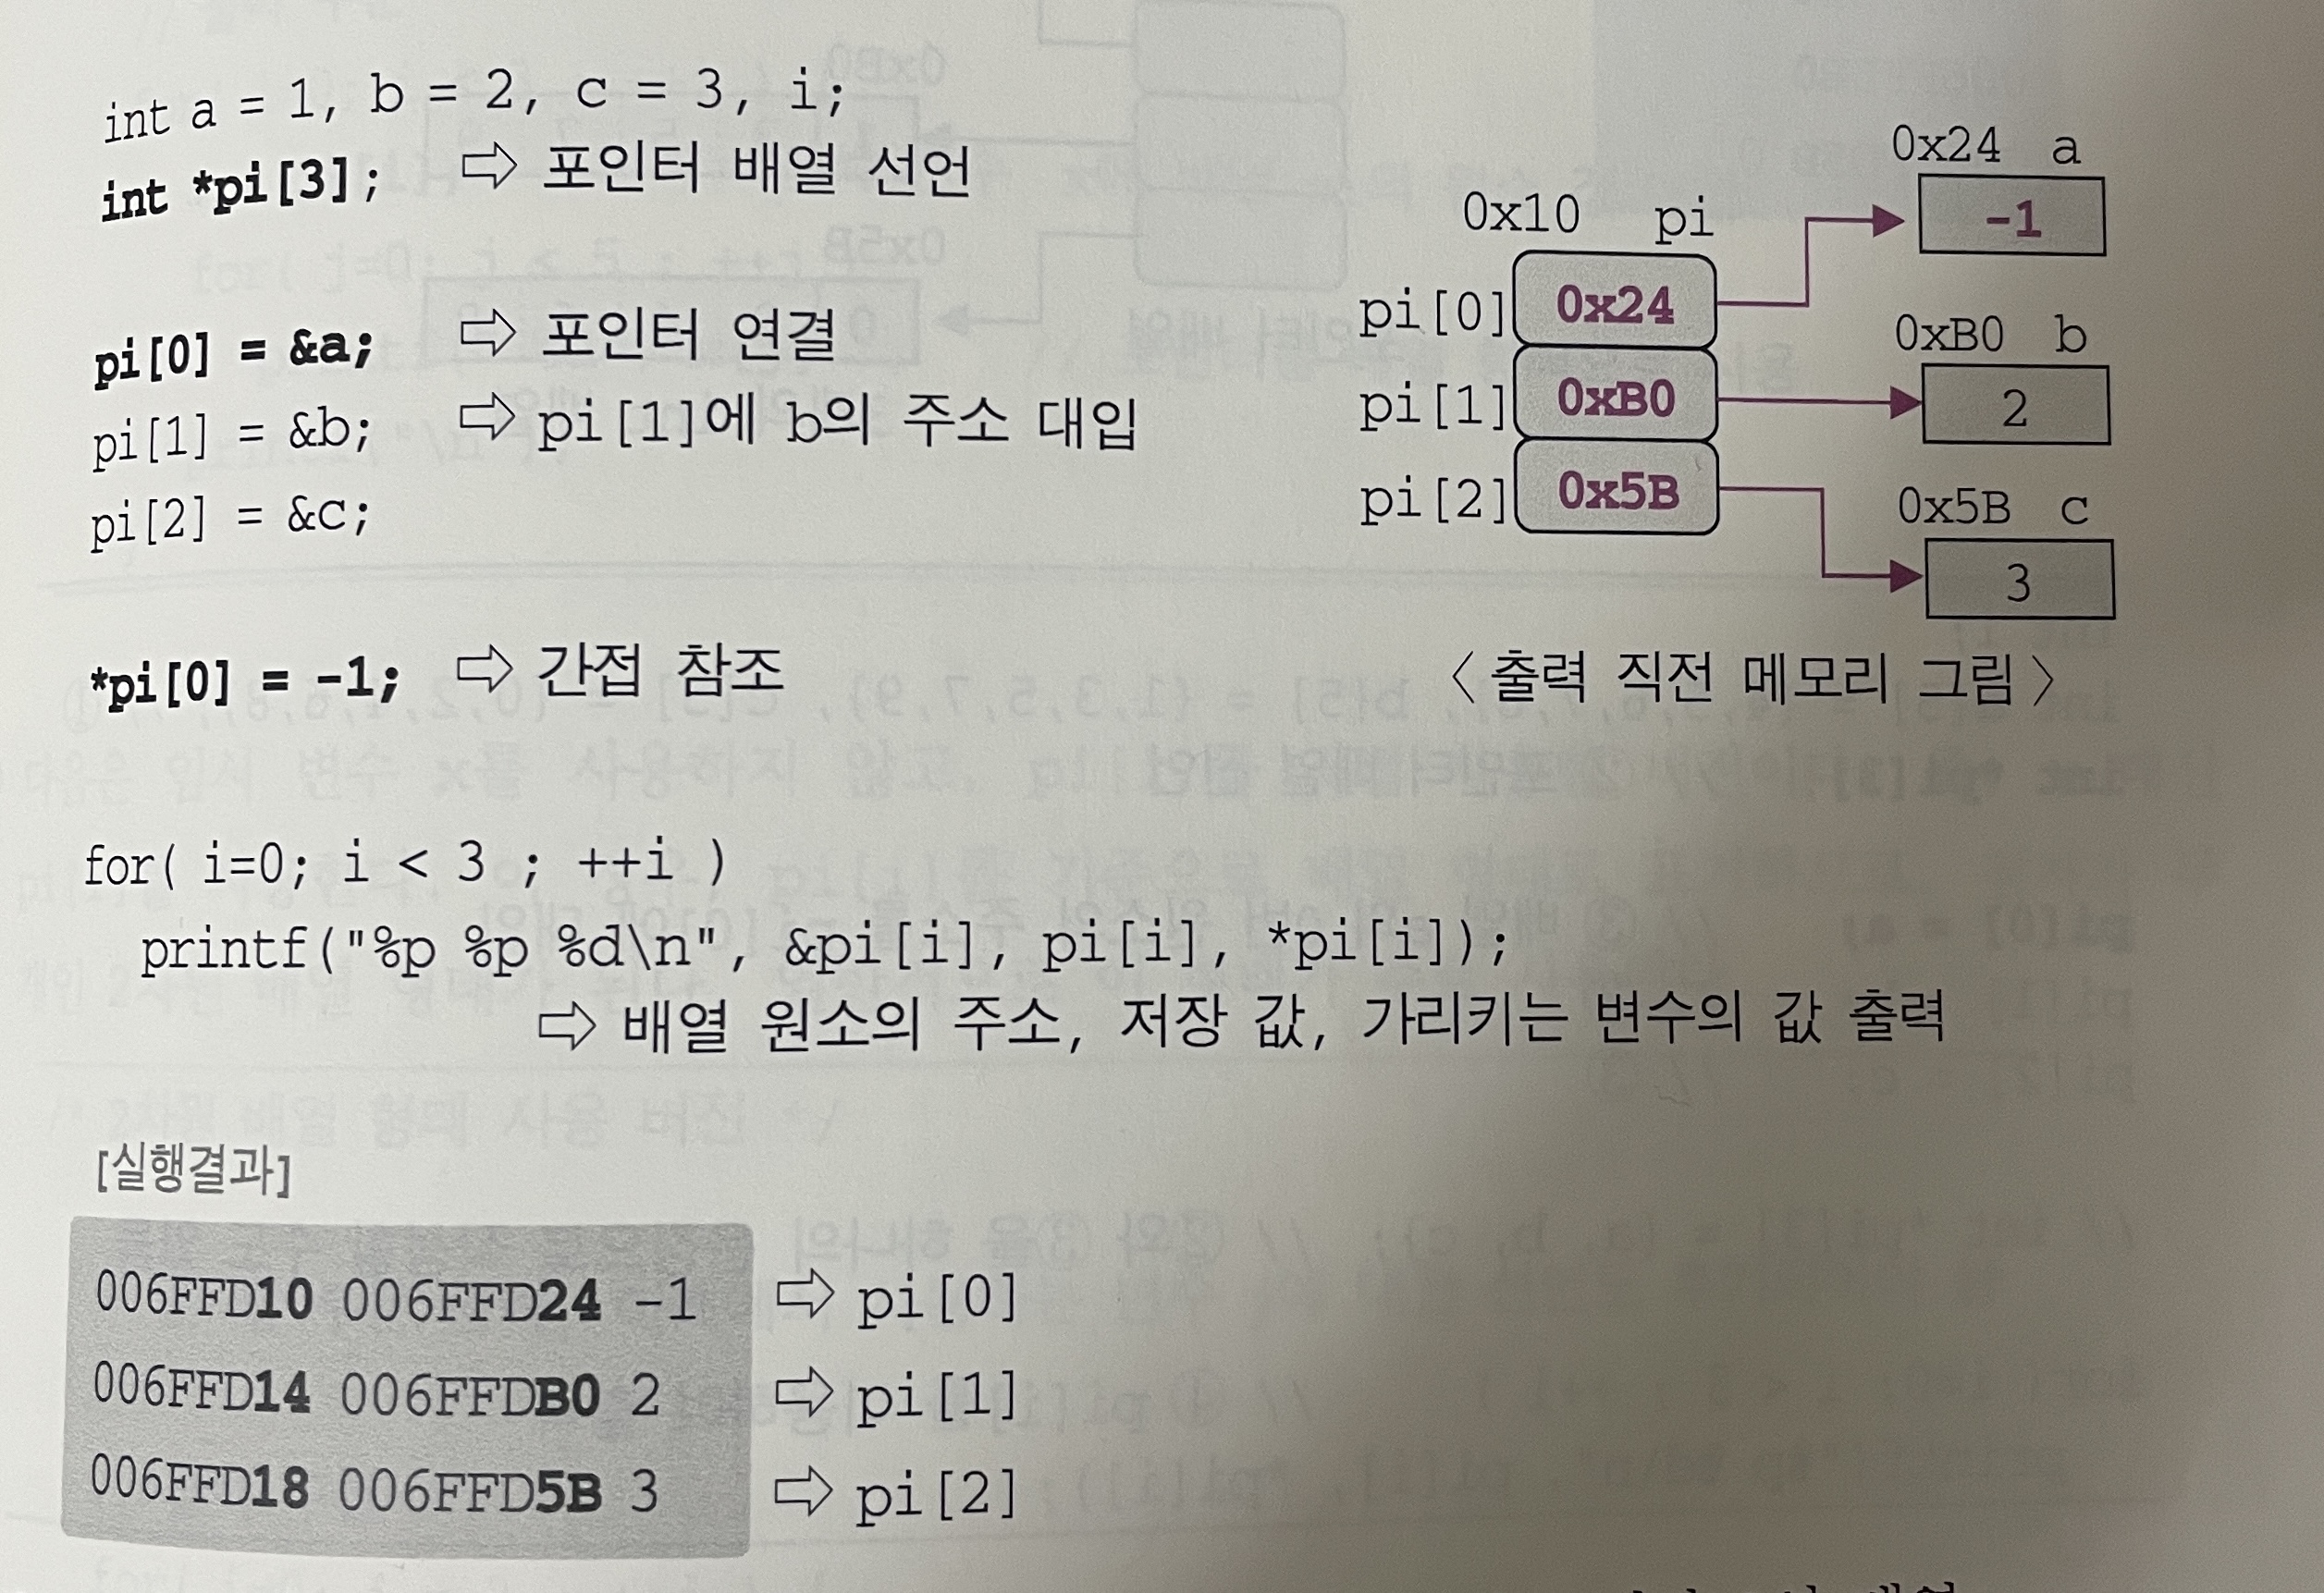 int a = 1, b = 2, c = 3, i;
int *pi[3]; ⇨ 포인터 배열 선언
pi[0] = &a; ⇨ 포인터 연결
pi[1] = &b; ⇨ pi[1]에 b의 주소 대입
pi[2] = &c;
*pi[0] = -1; ⇨ 간접 참조
0x24 a
-1
0x10 pi
pi[0] 0x24
0xB0 b
pi[1] 0xB0 2
pi[2] 0x5B
0x5B c
3
〈 출력 직전 메모리 그림 〉
for( i=0; i < 3 ; ++i )
printf("%p %p %d\n", &pi[i], pi[i], *pi[i]);
⇨ 배열 원소의 주소, 저장 값, 가리키는 변수의 값 출력
[실행결과]
006FFD10 006FFD24 -1 ⇨ pi[0]
006FFD14 006FFDB0 2 ⇨ pi[1]
006FFD18 006FFD5B 3 ⇨ pi[2]